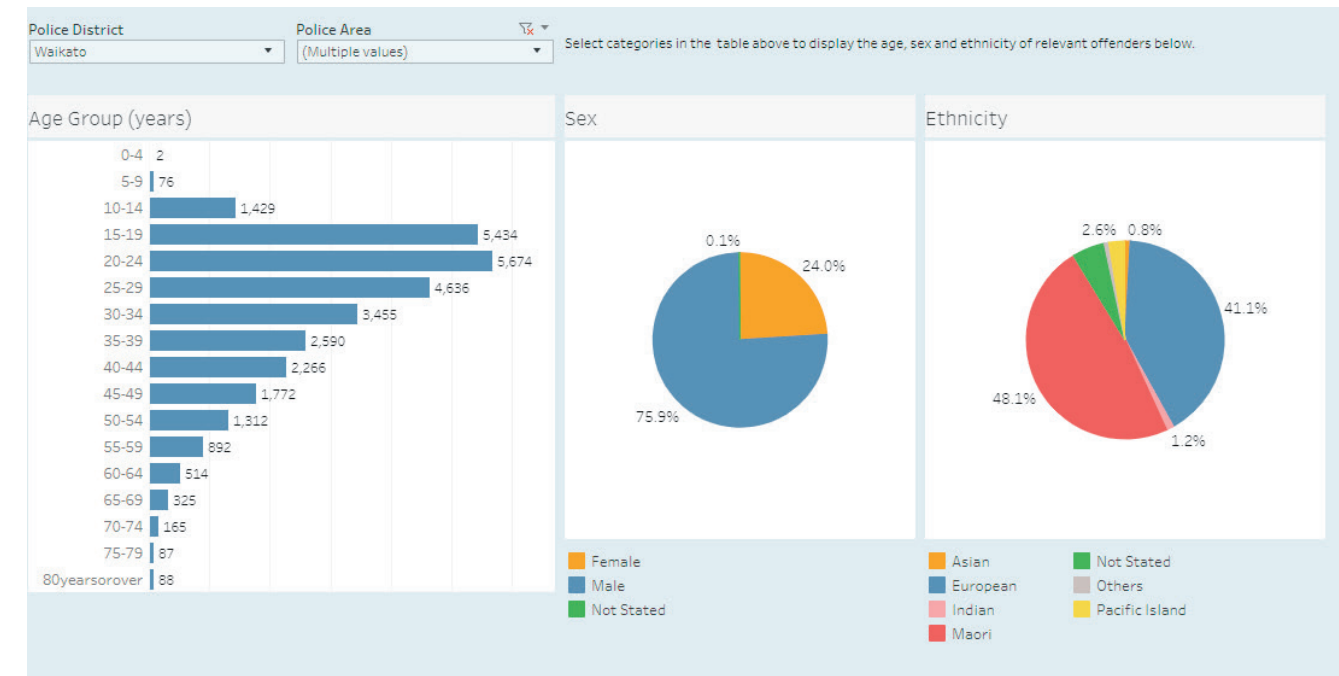 Police District
Police Area
Waikato
(Multiple values)
Select categories in the table above to display the age, sex and ethnicity of relevant offenders below.
Age Group (years)
0-4 2
5-9 76
10-14 1,429
15-19 5,434
20-24 5,674
25-29 4,636
30-34 3,455
35-39 2,590
40-44 2,266
45-49 1,772
50-54 1,312
55-59 892
60-64 514
65-69 325
70-74 165
75-79 87
80yearsorover 88
Sex
0.1%
24.0%
75.9%
Female
Male
Not Stated
Ethnicity
2.6% 0.8%
41.1%
48.1%
1.2%
Asian
European
Indian
Maori
Not Stated
Others
Pacific Island